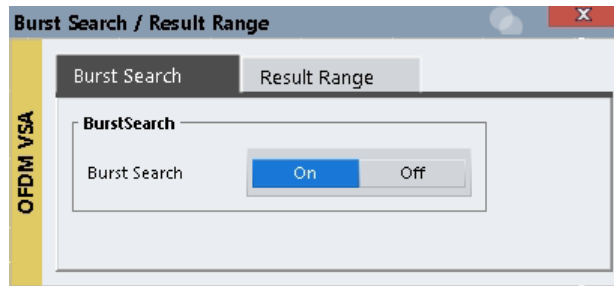 Burst Search / Result Range
x
Burst Search
Result Range
OFDM VSA
BurstSearch
Burst Search
On
Off